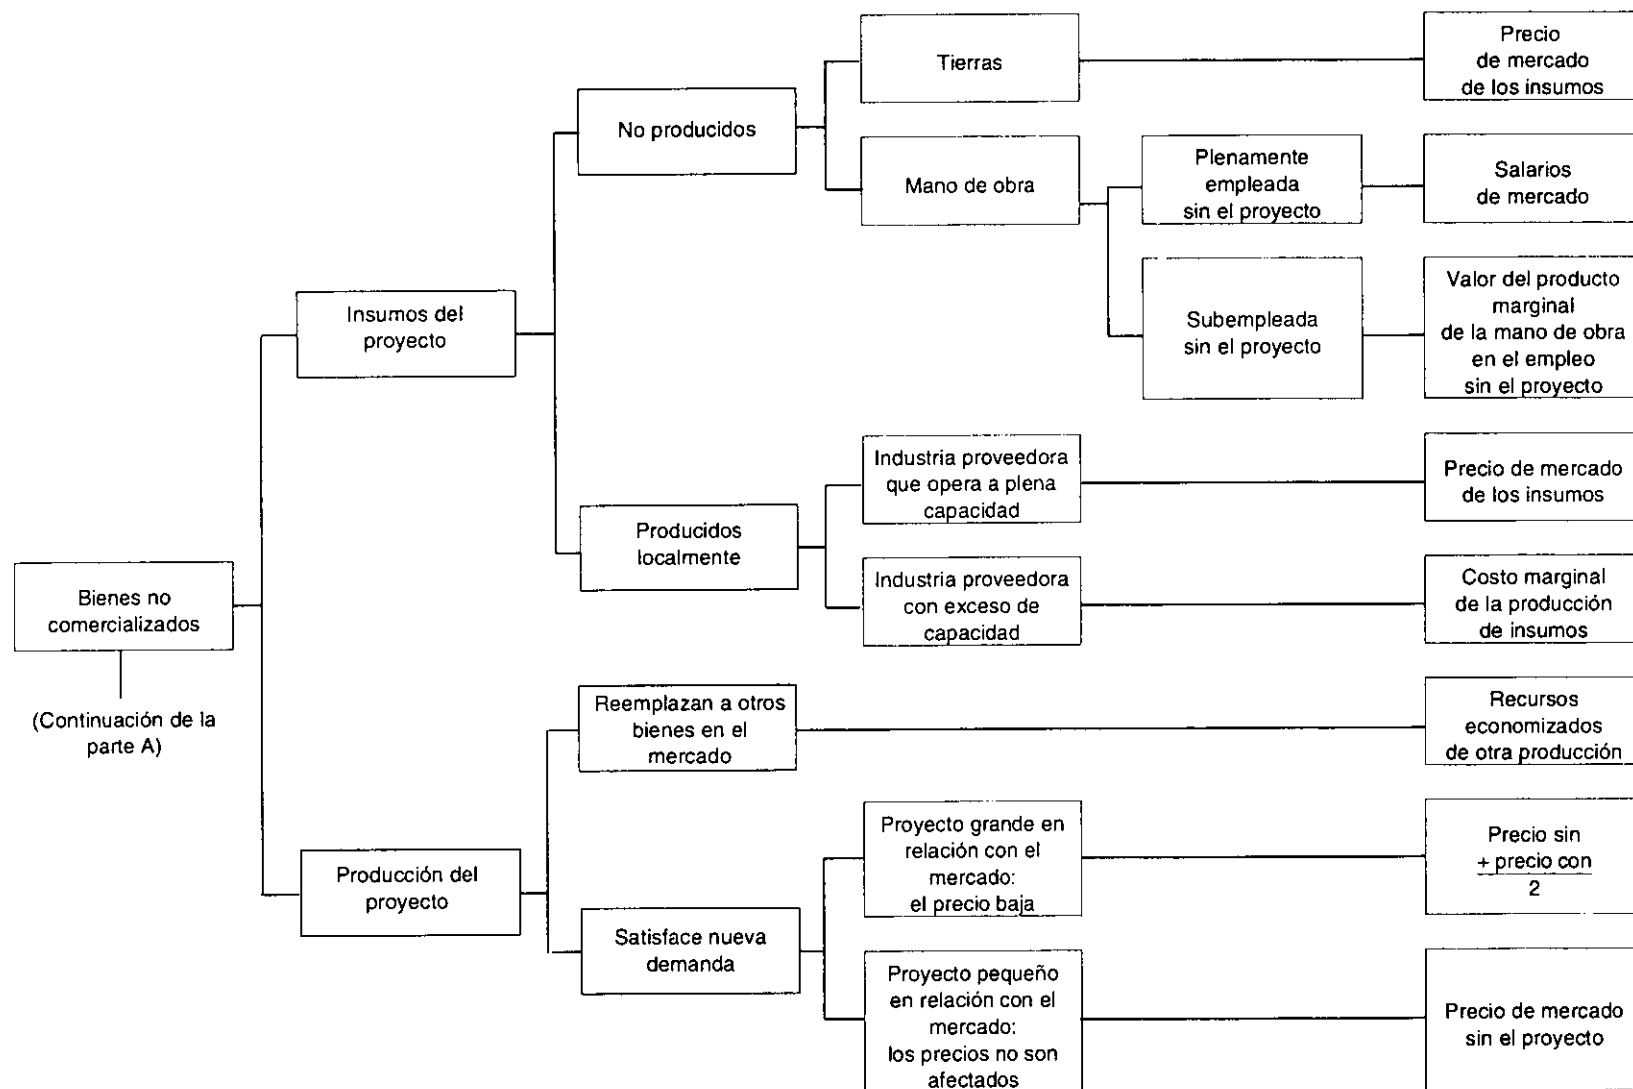 Tierras
Precio
de mercado
de los insumos
No producidos
Mano de obra
Plenamente
empleada
sin el proyecto
Salarios
de mercado
Insumos del
proyecto
Subempleada
sin el proyecto
Valor del producto
marginal
de la mano de obra
en el empleo
sin el proyecto
Industria proveedora
que opera a plena
capacidad
Precio de mercado
de los insumos
Producidos
localmente
Industria proveedora
con exceso de
capacidad
Costo marginal
de la producción
de insumos
Bienes no
comercializados
(Continuación de la
parte A)
Reemplazan a otros
bienes en el
mercado
Recursos
economizados
de otra producción
Producción del
proyecto
Proyecto grande en
relación con el
mercado:
el precio baja
Precio sin
+ precio con
2
Satisface nueva
demanda
Proyecto pequeño
en relación con el
mercado:
los precios no son
afectados
Precio de mercado
sin el proyecto